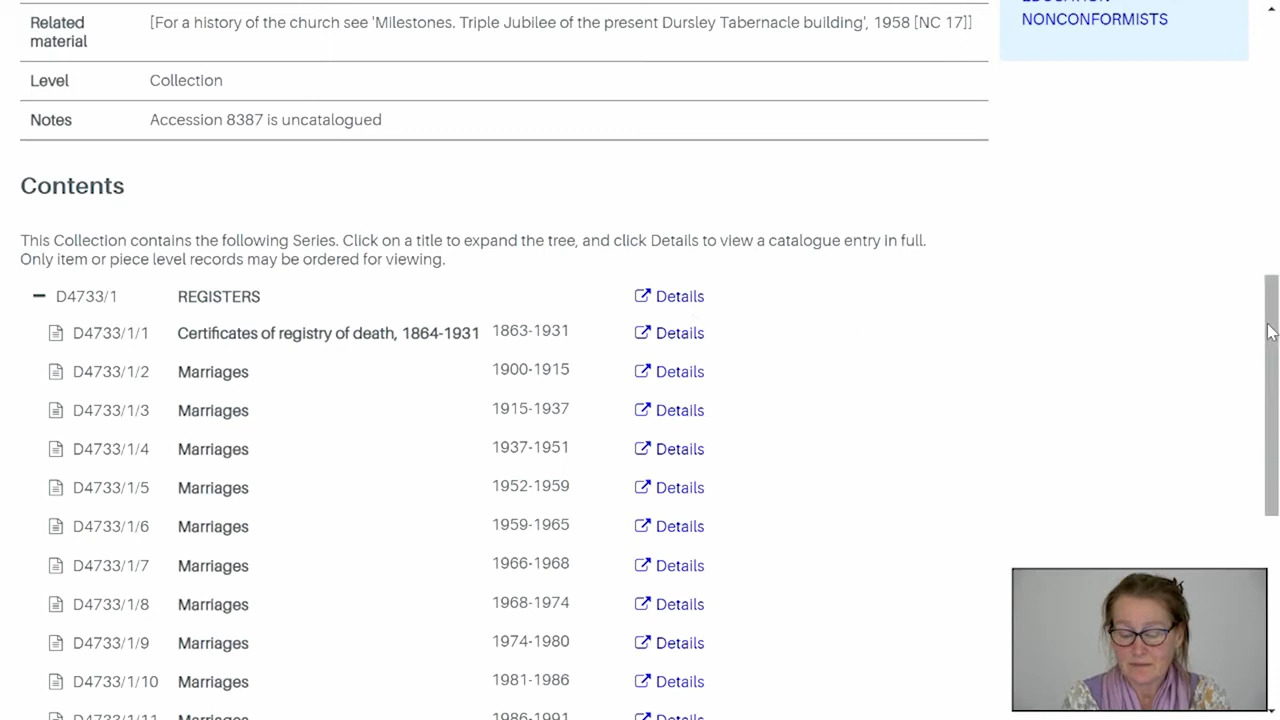 Related material
[For a history of the church see 'Milestones. Triple Jubilee of the present Dursley Tabernacle building', 1958 [NC 17]]
NONCONFORMISTS
Level Collection
Notes Accession 8387 is uncatalogued
Contents
This Collection contains the following Series. Click on a title to expand the tree, and click Details to view a catalogue entry in full.
Only item or piece level records may be ordered for viewing.
D4733/1 REGISTERS Details
D4733/1/1 Certificates of registry of death, 1864-1931 1863-1931 Details
D4733/1/2 Marriages 1900-1915 Details
D4733/1/3 Marriages 1915-1937 Details
D4733/1/4 Marriages 1937-1951 Details
D4733/1/5 Marriages 1952-1959 Details
D4733/1/6 Marriages 1959-1965 Details
D4733/1/7 Marriages 1966-1968 Details
D4733/1/8 Marriages 1968-1974 Details
D4733/1/9 Marriages 1974-1980 Details
D4733/1/10 Marriages 1981-1986 Details
D4733/1/11 Marriages 1986-1991 Details